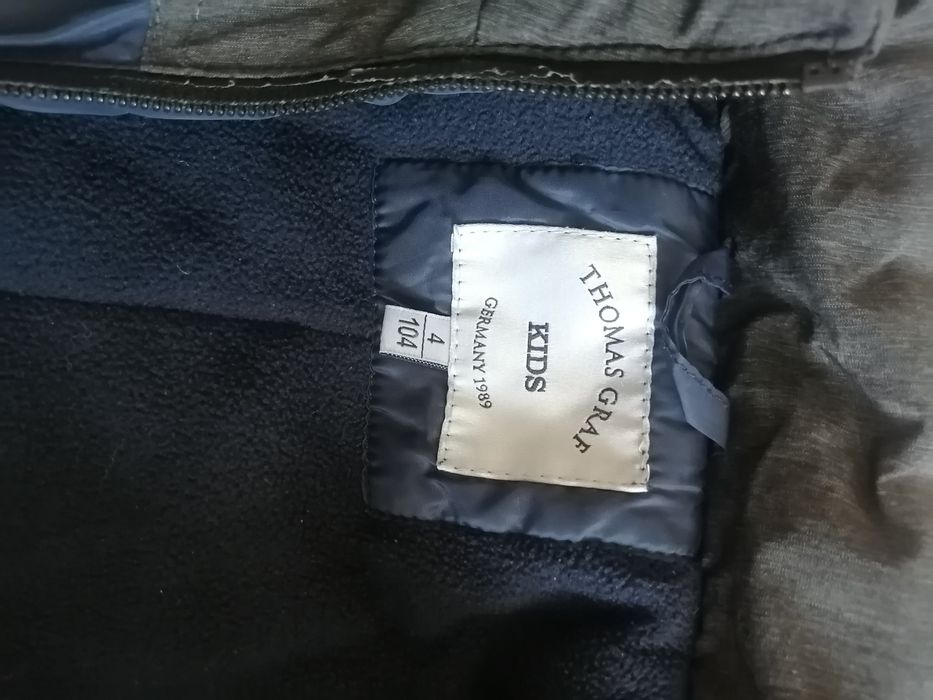 THOMAS GRAF
KIDS
GERMANY 1989
4
104